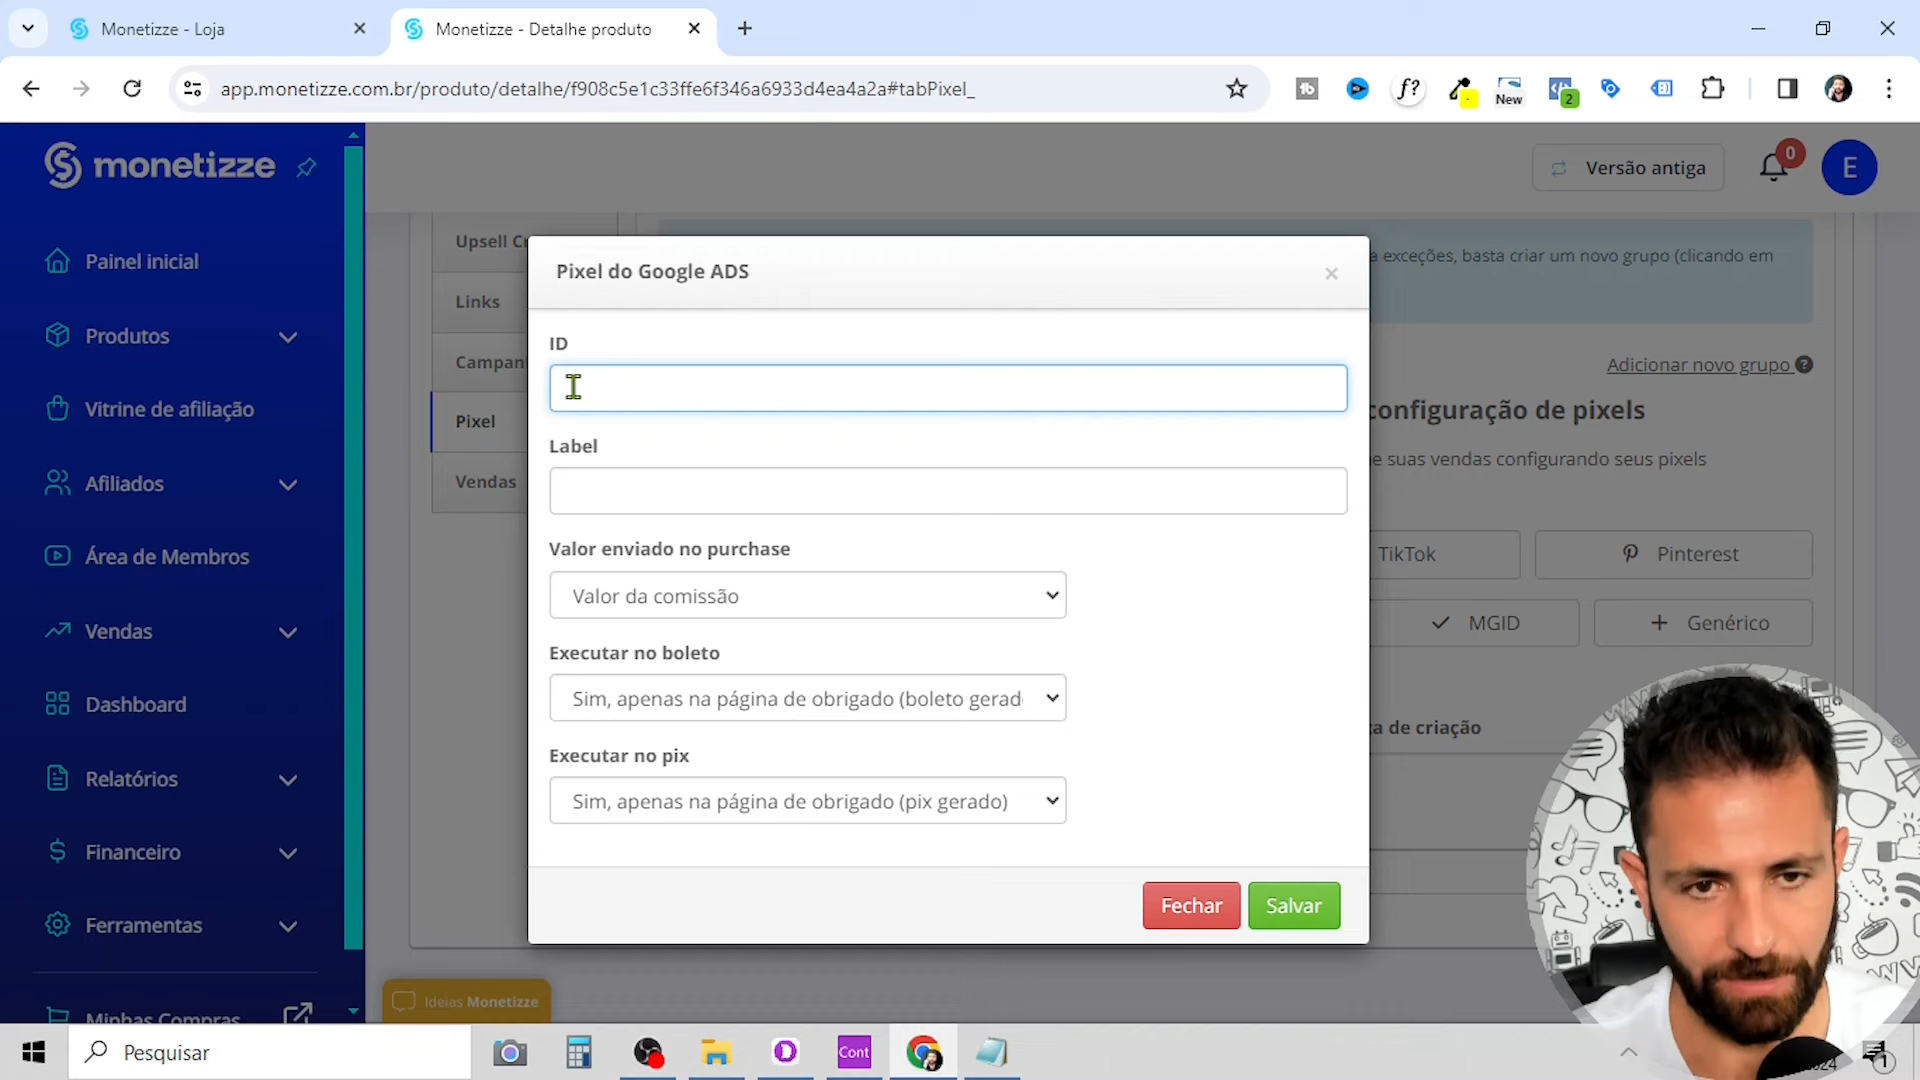 Monetizze - Loja
Monetizze - Detalhe produto
app.monetizze.com.br/produto/detalhe/f908c5e1c33ffe6f346a6933d4ea4a2a#tabPixel_
f?
New
2
monetizze
Versão antiga
0
E
Painel inicial
Produtos
Vitrine de afiliação
Afiliados
Área de Membros
Vendas
Dashboard
Relatórios
Financeiro
Ferramentas
Minhas Compras
Links
Pixel
Vendas
a exceções, basta criar um novo grupo (clicando em
Adicionar novo grupo
configuração de pixels
e suas vendas configurando seus pixels
TikTok
Pinterest
MGID
Genérico
de criação
Pixel do Google ADS
ID
Label
Valor enviado no purchase
Valor da comissão
Executar no boleto
Sim, apenas na página de obrigado (boleto gerad
Executar no pix
Sim, apenas na página de obrigado (pix gerado)
Fechar
Salvar
Ideias Monetizze
Pesquisar
Cont
1